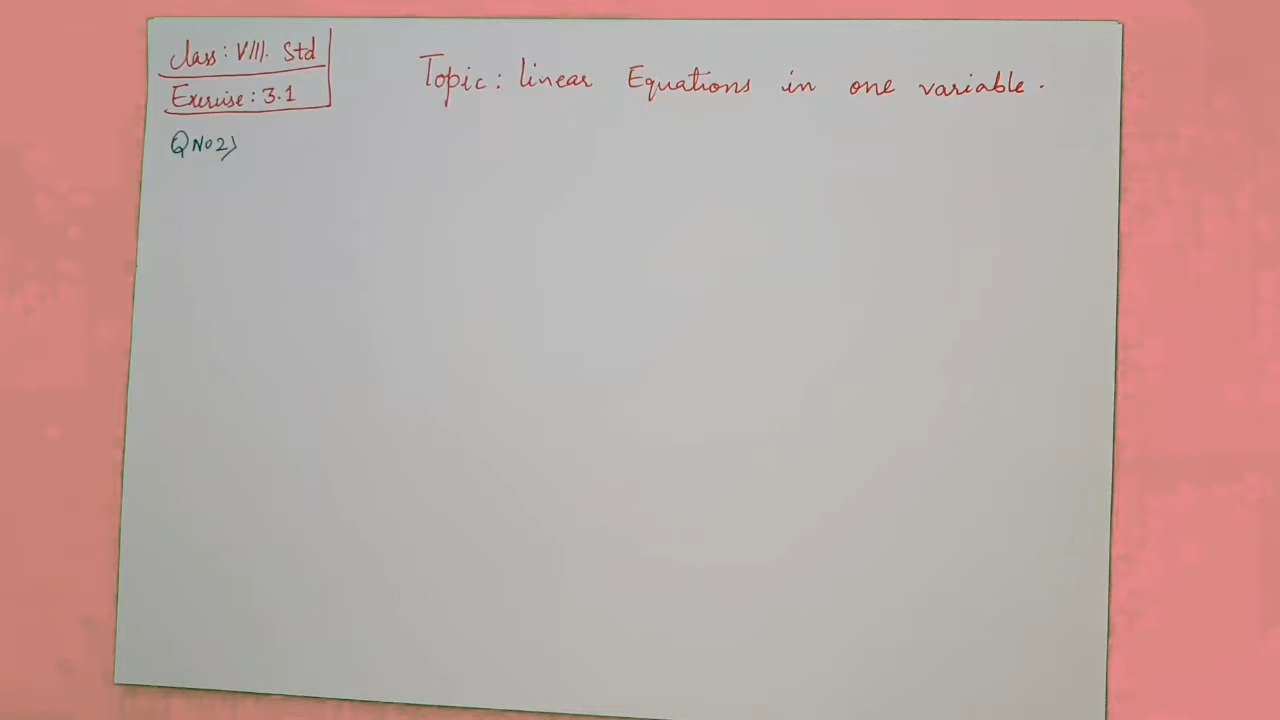 Class: VIII. Std
Exercise: 3.1
Topic: linear Equations in one variable.
QNO2)